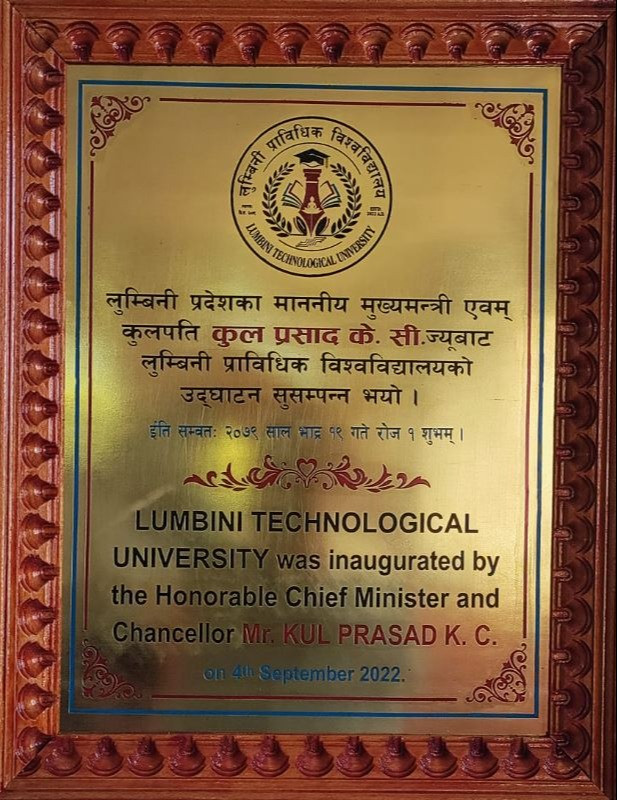 लुम्बिनी प्राविधिक विश्वविद्यालय
LUMBINI TECHNOLOGICAL UNIVERSITY
लुम्बिनी प्रदेशका माननीय मुख्यमन्त्री एवम्
कुलपति कुल प्रसाद के. सी.ज्यूबाट
लुम्बिनी प्राविधिक विश्वविद्यालयको
उद्घाटन सुसम्पन्न भयो ।
इति सम्वतः २०७९ साल भाद्र १९ गते रोज १ शुभम् ।
LUMBINI TECHNOLOGICAL
UNIVERSITY was inaugurated by
the Honorable Chief Minister and
Chancellor Mr. KUL PRASAD K. C.
on 4th September 2022.